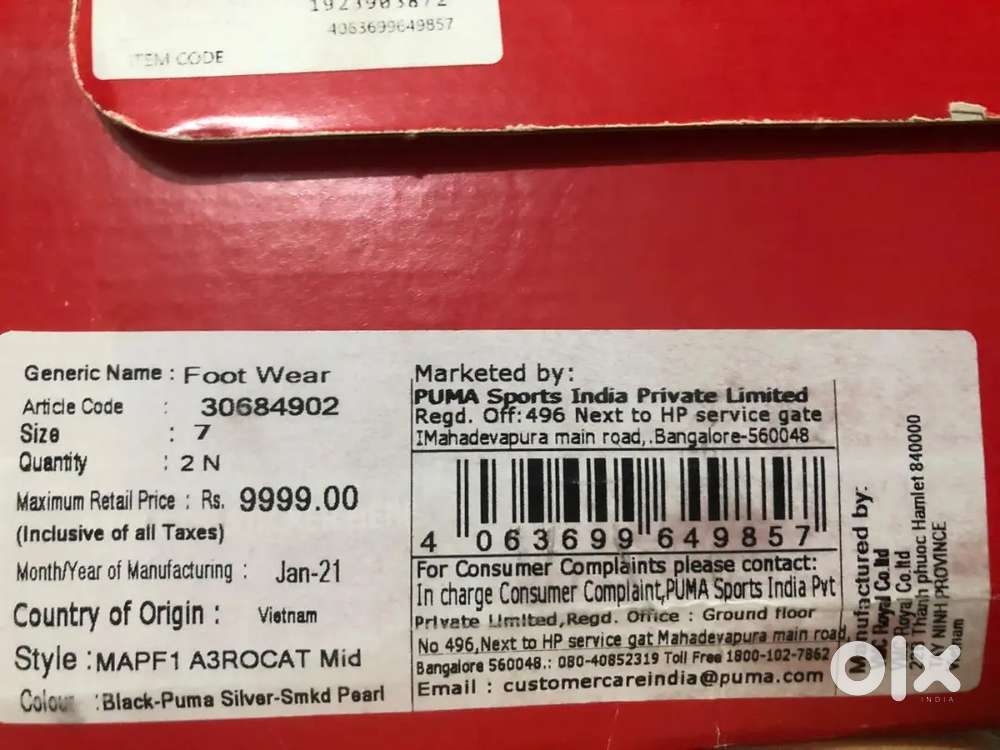 4063699649857
ITEM CODE
Generic Name : Foot Wear
Article Code : 30684902
Size : 7
Quantity : 2 N
Maximum Retail Price : Rs. 9999.00
(Inclusive of all Taxes)
Month/Year of Manufacturing : Jan-21
Country of Origin : Vietnam
Style : MAPF1 A3ROCAT Mid
Colour : Black-Puma Silver-Smkd Pearl
Marketed by:
PUMA Sports India Private Limited
Regd. Off: 496 Next to HP service gate
IMahadevapura main road,.Bangalore-560048
4 063699 649857
For Consumer Complaints please contact:
In charge Consumer Complaint,PUMA Sports India Pvt
Private Limited,Regd. Office : Ground floor
No 496,Next to HP service gat Mahadevapura main road,
Bangalore 560048.: 080-40852319 Toll Free 1800-102-7862
Email : customercareindia@puma.com
Manufactured by:
Royal Co.ltd
Royal Co.ltd
Thanh phuoc Hamlet 840000
TAY NINH PROVINCE
Vietnam
olx
INDIA